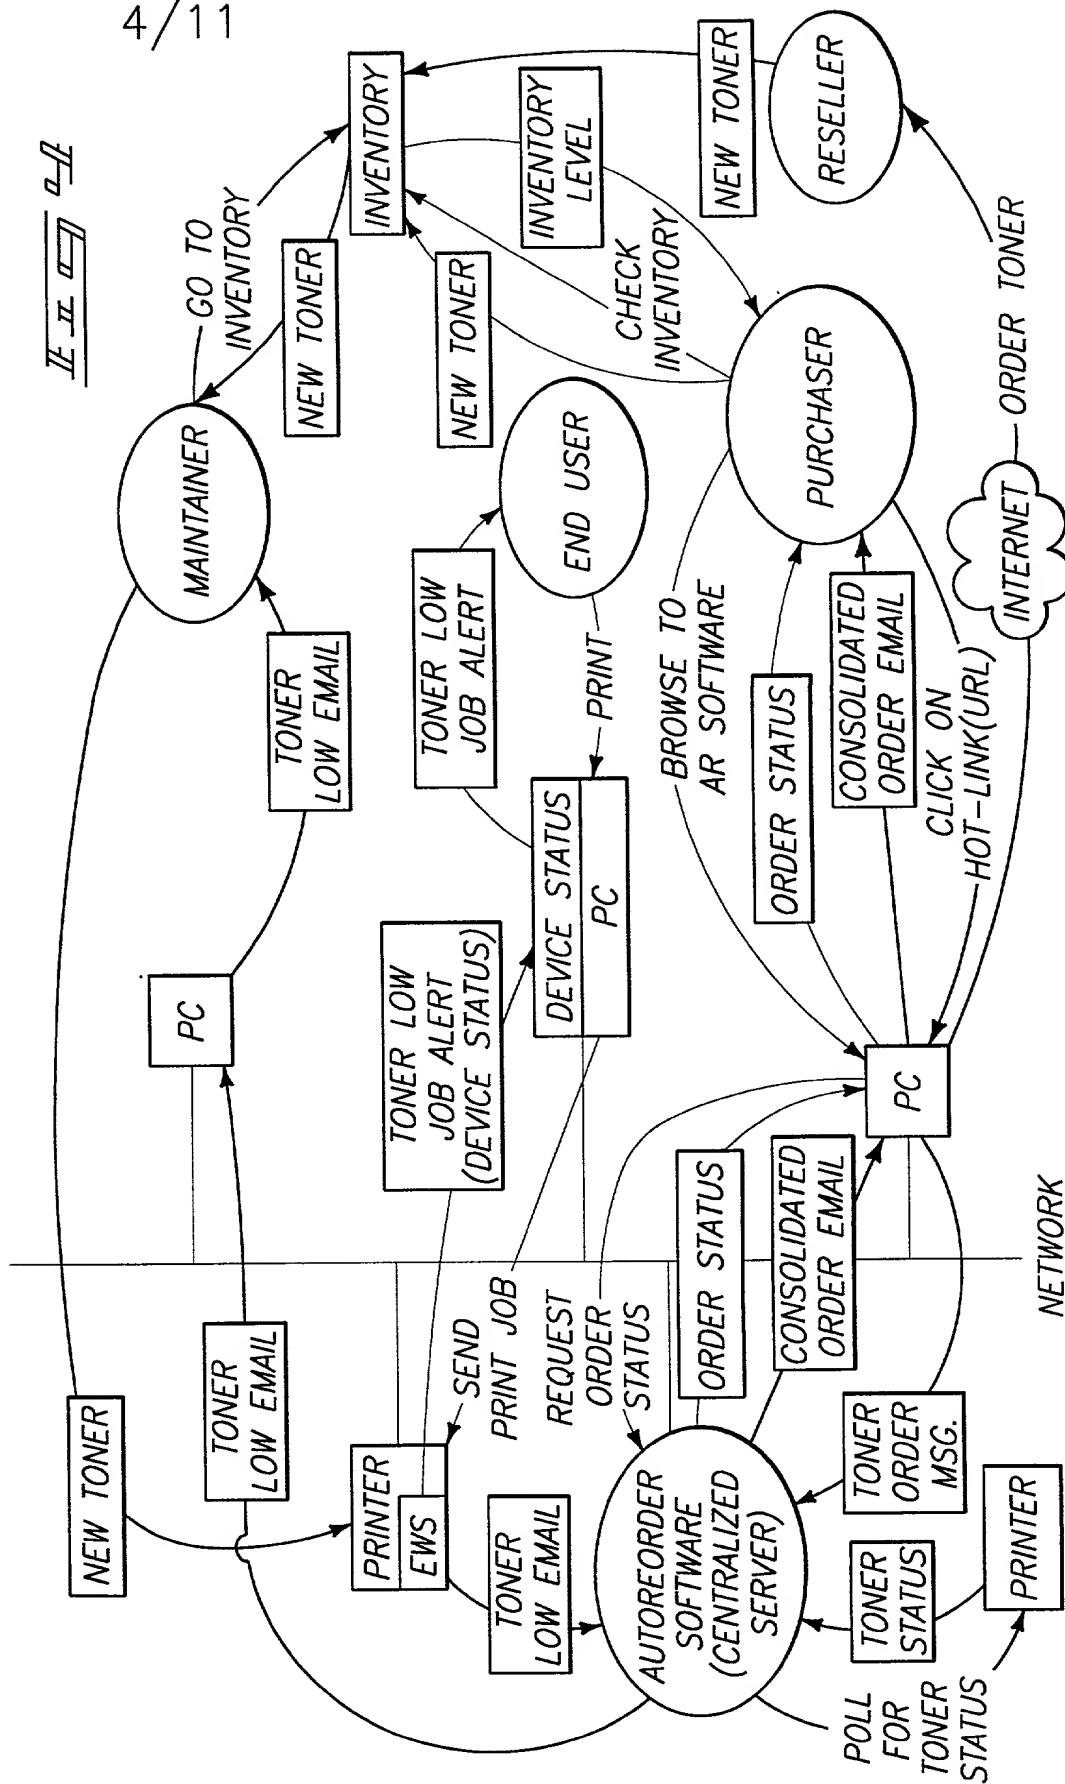 4/11
FIG 4
NEW TONER
TONER
LOW EMAIL
PC
TONER
LOW EMAIL
MAINTAINER
GO TO
INVENTORY
NEW TONER
INVENTORY
PRINTER
EWS
SEND
PRINT JOB
TONER LOW
JOB ALERT
(DEVICE STATUS)
TONER LOW
JOB ALERT
NEW TONER
INVENTORY
LEVEL
TONER
LOW EMAIL
DEVICE STATUS
PC
PRINT
END USER
CHECK
INVENTORY
NEW TONER
RESELLER
AUTOREORDER
SOFTWARE
(CENTRALIZED
SERVER)
REQUEST
ORDER
STATUS
ORDER STATUS
CONSOLIDATED
ORDER EMAIL
PC
BROWSE TO
AR SOFTWARE
ORDER STATUS
CONSOLIDATED
ORDER EMAIL
CLICK ON
HOT-LINK(URL)
PURCHASER
INTERNET
ORDER TONER
POLL
FOR
TONER
STATUS
TONER
STATUS
PRINTER
TONER
ORDER
MSG.
NETWORK